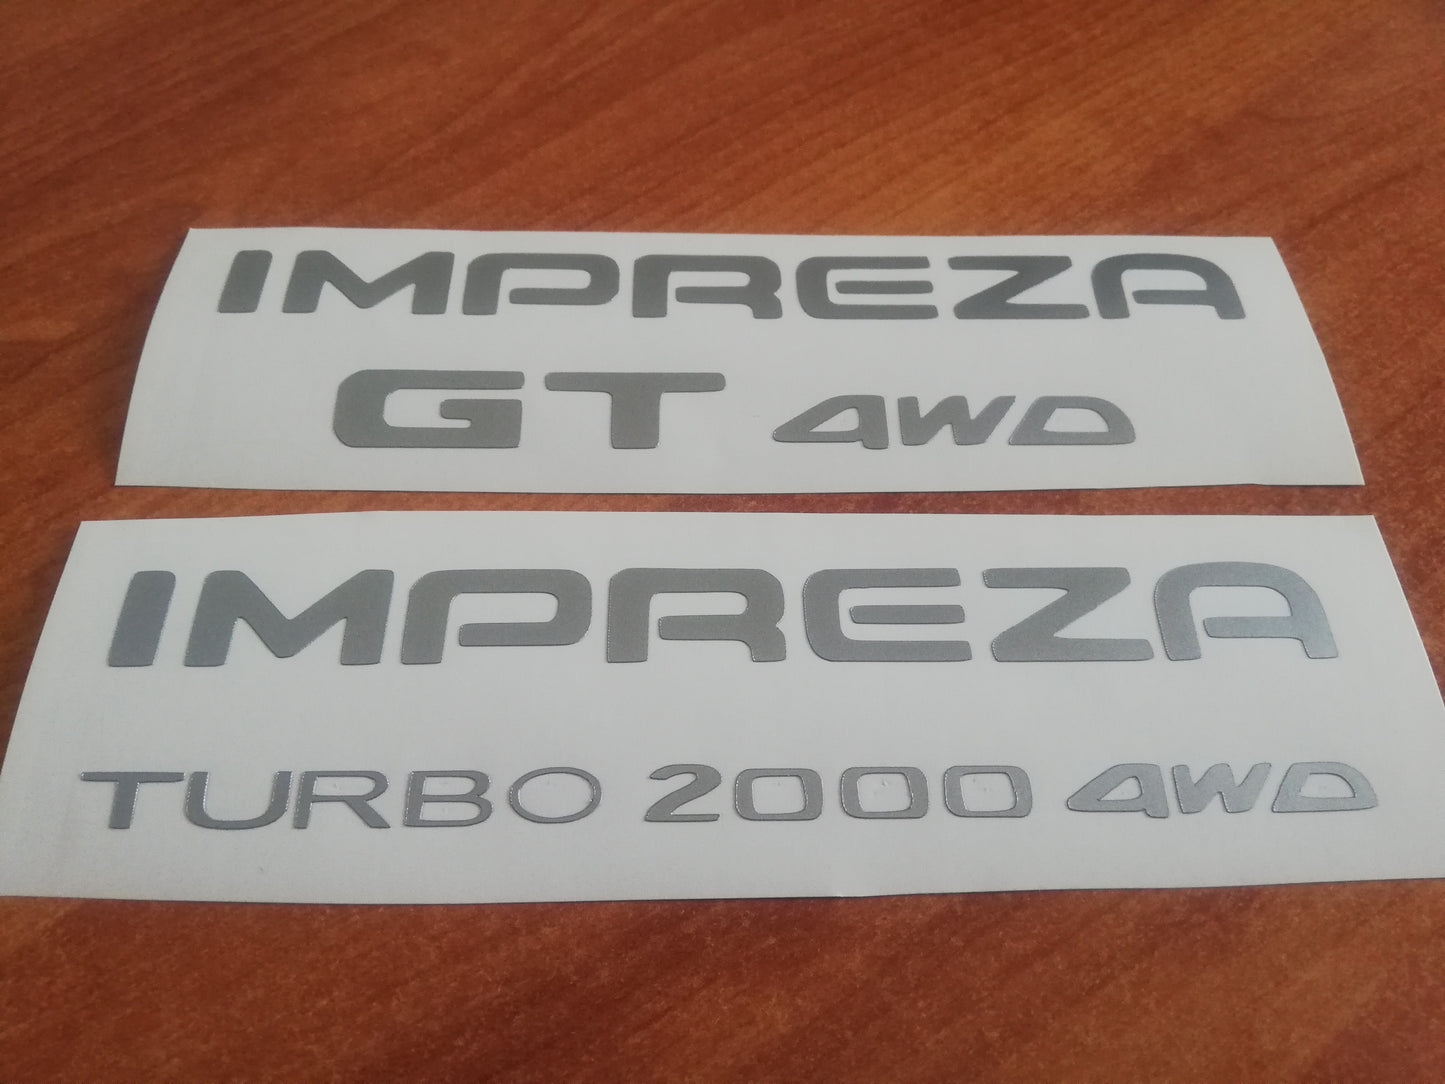 IMPREZA
GT 4WD
IMPREZA
TURBO 2000 4WD